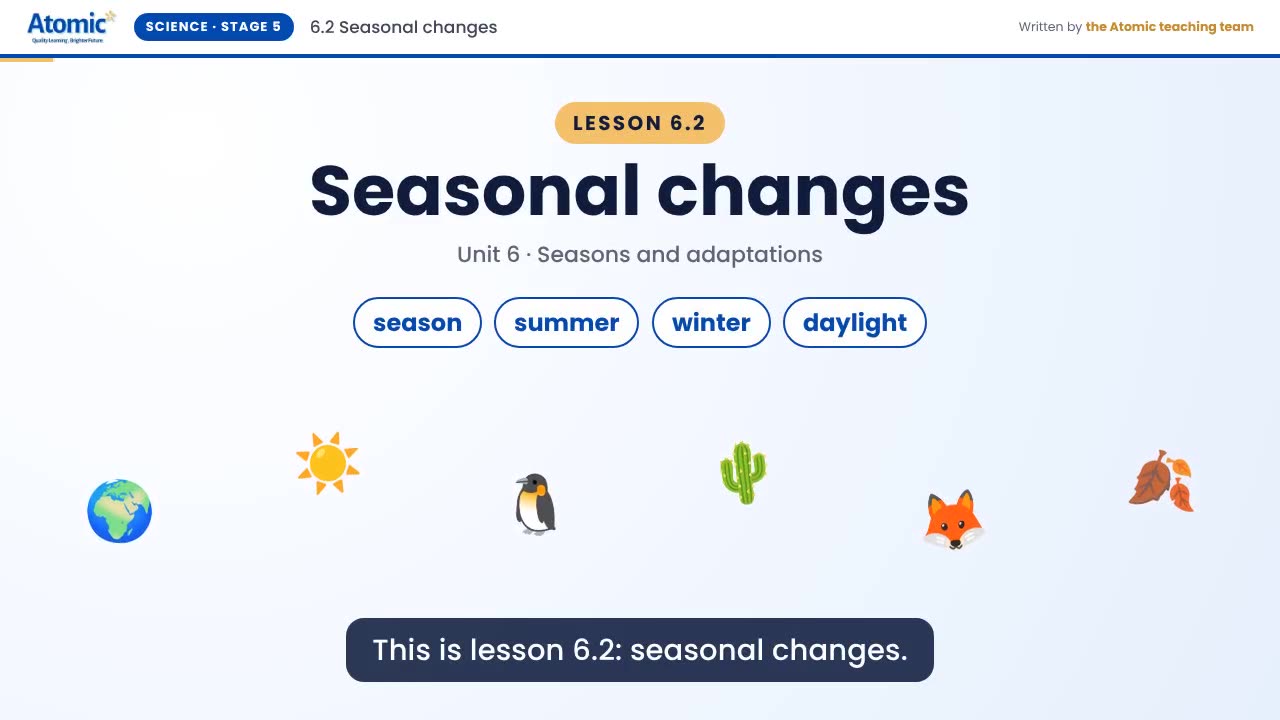 Atomic
Quality Learning. Brighter Future.
SCIENCE · STAGE 5
6.2 Seasonal changes
Written by the Atomic teaching team
LESSON 6.2
Seasonal changes
Unit 6 · Seasons and adaptations
season
summer
winter
daylight
This is lesson 6.2: seasonal changes.